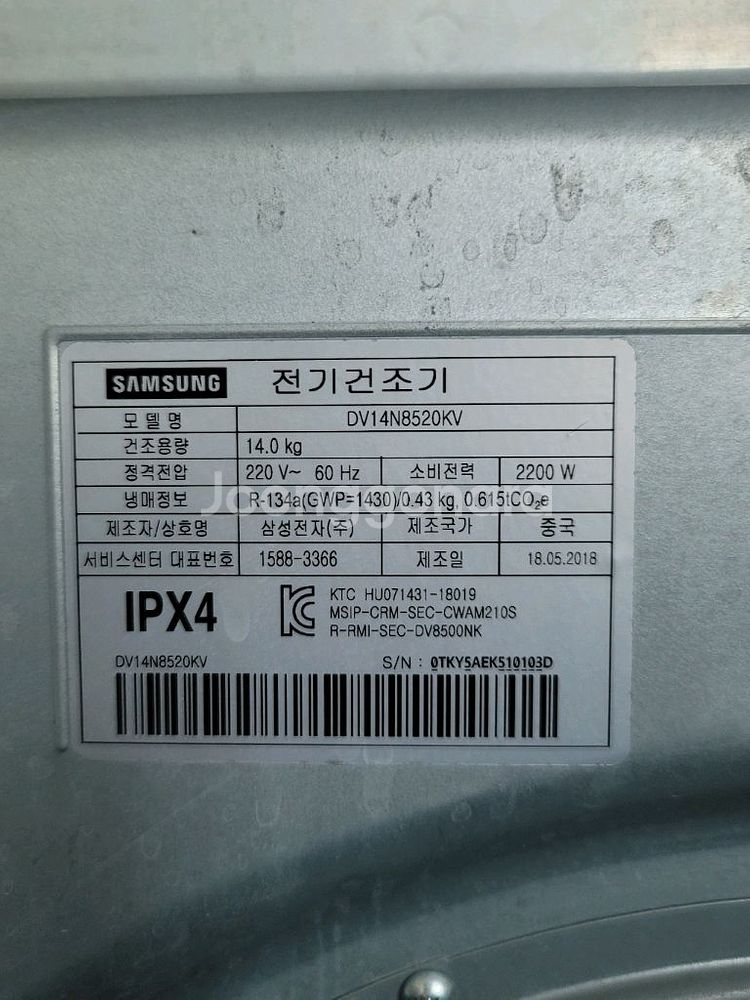 SAMSUNG 전기건조기
모델명 DV14N8520KV
건조용량 14.0 kg
정격전압 220 V~ 60 Hz 소비전력 2200 W
냉매정보 R-134a(GWP=1430)/0.43 kg, 0.615tCO₂e
제조자/상호명 삼성전자(주) 제조국가 중국
서비스센터 대표번호 1588-3366 제조일 18.05.2018
IPX4
KTC HU071431-18019
MSIP-CRM-SEC-CWAM210S
R-RMI-SEC-DV8500NK
DV14N8520KV S/N : 0TKY5AEK510103D
Joonggonara